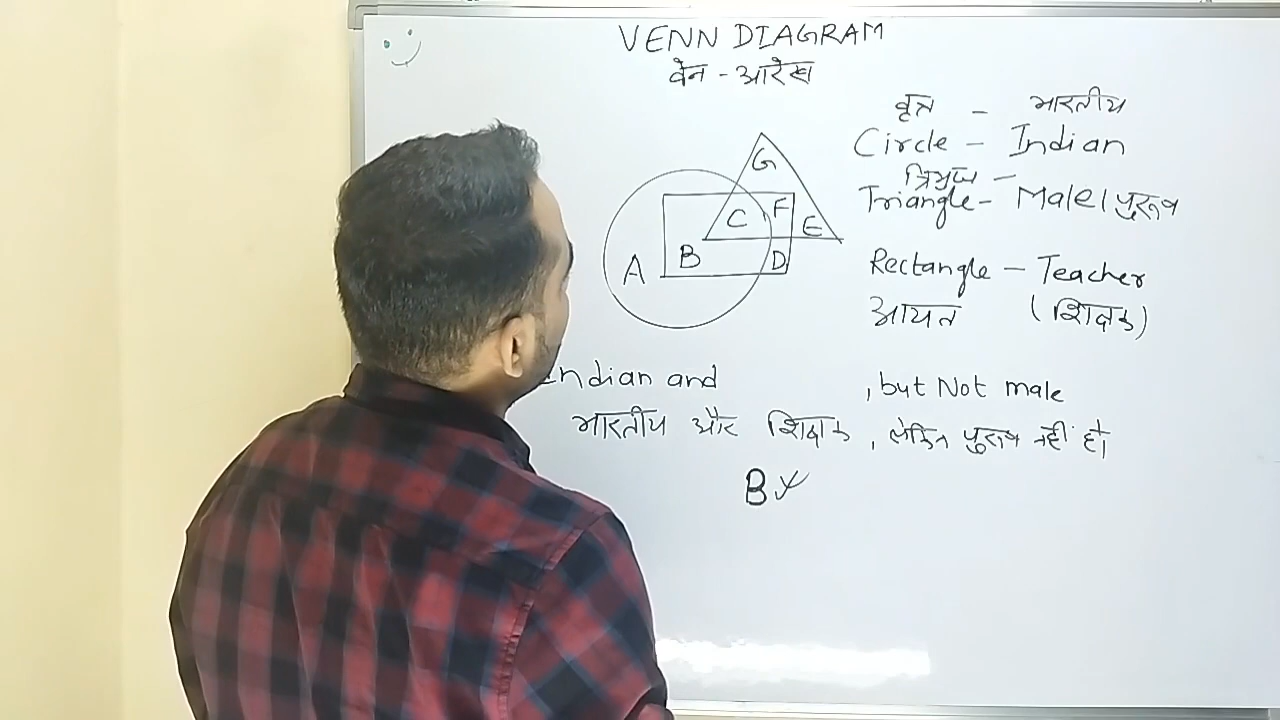 VENN DIAGRAM
वेन - आरेख
वृत्त - भारतीय
Circle - Indian
त्रिभुज -
Triangle - Male/पुरूष
Rectangle - Teacher
आयत (शिक्षक)
G
C F E
A B D
Indian and , but Not male
भारतीय और शिक्षक, लेकिन पुरुष नहीं हो
B